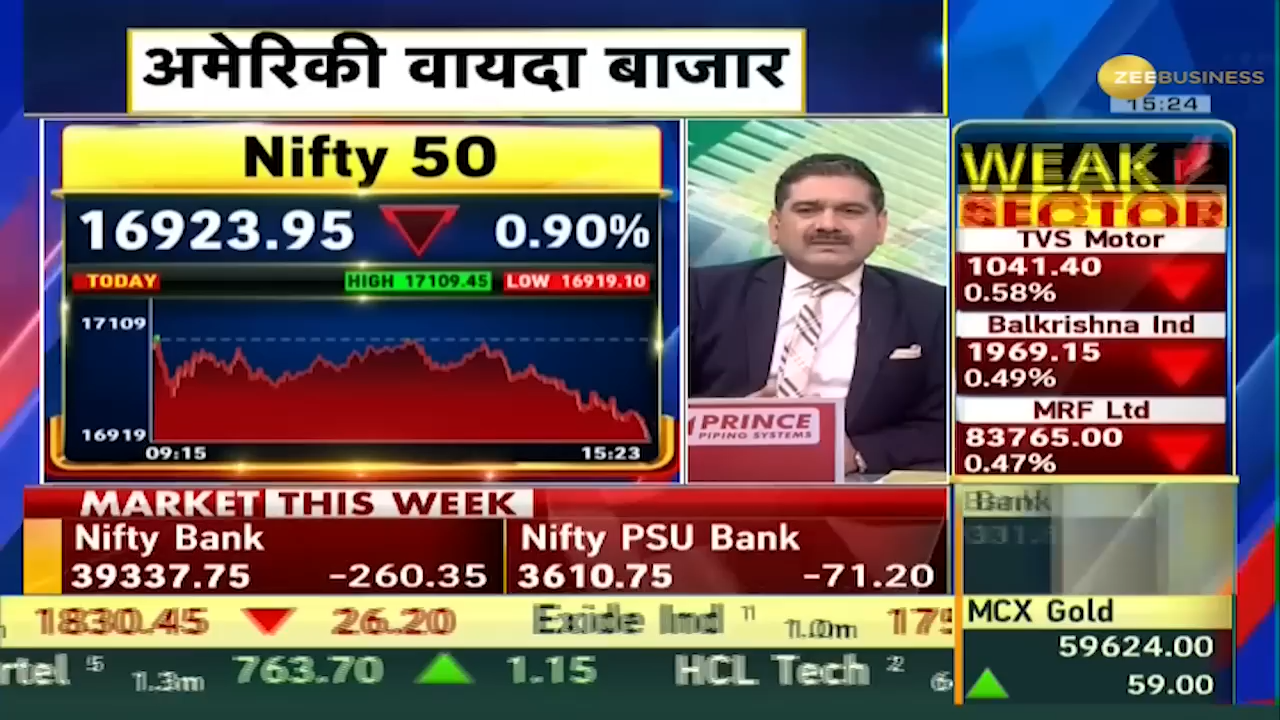 अमेरिकी वायदा बाजार
ZEEBUSINESS
15:24
Nifty 50
16923.95 0.90%
TODAY HIGH 17109.45 LOW 16919.10
17109
16919
09:15 15:23
PRINCE
PIPING SYSTEMS
WEAK
SECTOR
TVS Motor
1041.40
0.58%
Balkrishna Ind
1969.15
0.49%
MRF Ltd
83765.00
0.47%
MARKET THIS WEEK
Nifty Bank
39337.75 -260.35
Nifty PSU Bank
3610.75 -71.20
Bank
MCX Gold
59624.00
59.00
1830.45 26.20 Exide Ind 1.0m
rtel 5 1.3m 763.70 1.15 HCL Tech 2